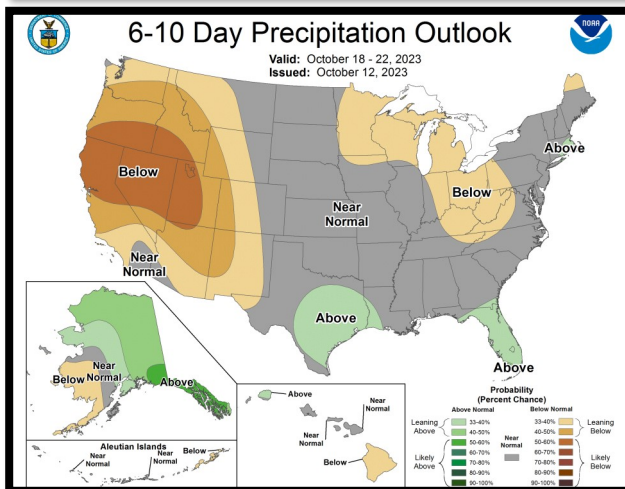 6-10 Day Precipitation Outlook
NOAA
Valid: October 18 - 22, 2023
Issued: October 12, 2023
Below
Above
Below
Near
Normal
Near
Normal
Above
Above
Below
Near
Normal
Above
Above
Near
Normal
Near
Normal
Below
Aleutian Islands
Near
Normal
Near
Normal
Below
Probability
(Percent Chance)
Above Normal
Below Normal
Leaning
Above
33-40%
40-50%
50-60%
60-70%
70-80%
80-90%
90-100%
Likely
Above
Near
Normal
33-40%
40-50%
50-60%
60-70%
70-80%
80-90%
90-100%
Leaning
Below
Likely
Below